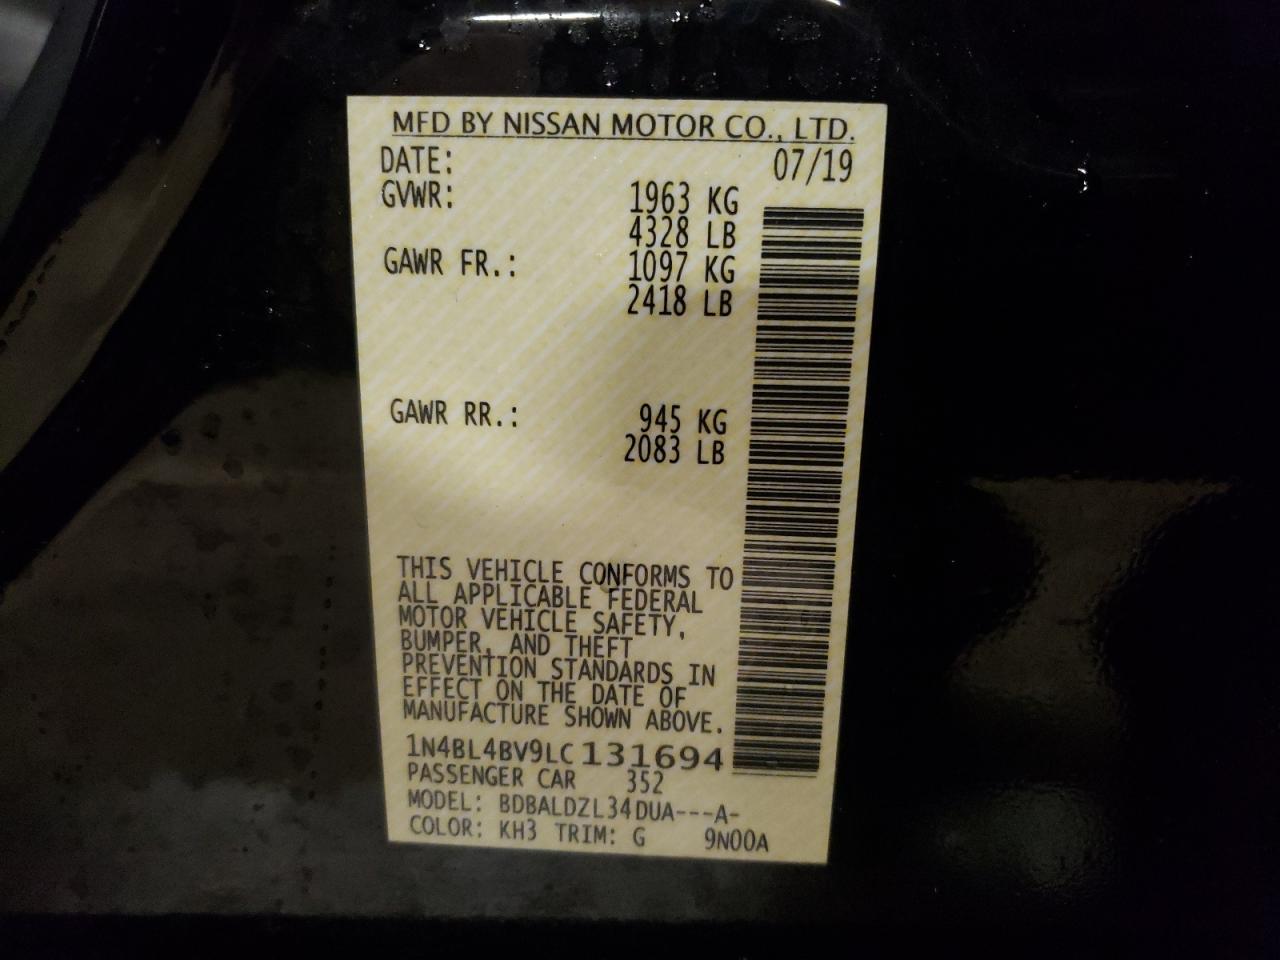 MFD BY NISSAN MOTOR CO., LTD.
DATE: 07/19
GVWR: 1963 KG
4328 LB
GAWR FR.: 1097 KG
2418 LB
GAWR RR.: 945 KG
2083 LB
THIS VEHICLE CONFORMS TO
ALL APPLICABLE FEDERAL
MOTOR VEHICLE SAFETY,
BUMPER, AND THEFT
PREVENTION STANDARDS IN
EFFECT ON THE DATE OF
MANUFACTURE SHOWN ABOVE.
1N4BL4BV9LC131694
PASSENGER CAR 352
MODEL: BDBALDZL34DUA---A-
COLOR: KH3 TRIM: G 9N00A